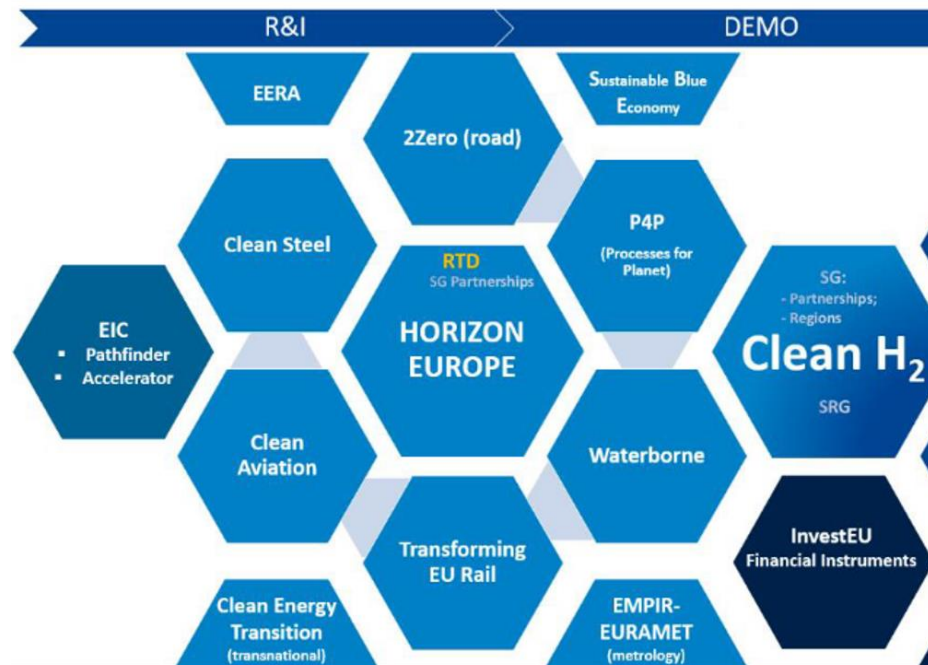 R&I
DEMO
EERA
2Zero (road)
Sustainable Blue
Economy
Clean Steel
P4P
(Processes for
Planet)
RTD
SG Partnerships
HORIZON
EUROPE
EIC
▪ Pathfinder
▪ Accelerator
SG:
- Partnerships;
- Regions
Clean H₂
SRG
Clean
Aviation
Waterborne
Transforming
EU Rail
InvestEU
Financial Instruments
Clean Energy
Transition
(transnational)
EMPIR-
EURAMET
(metrology)